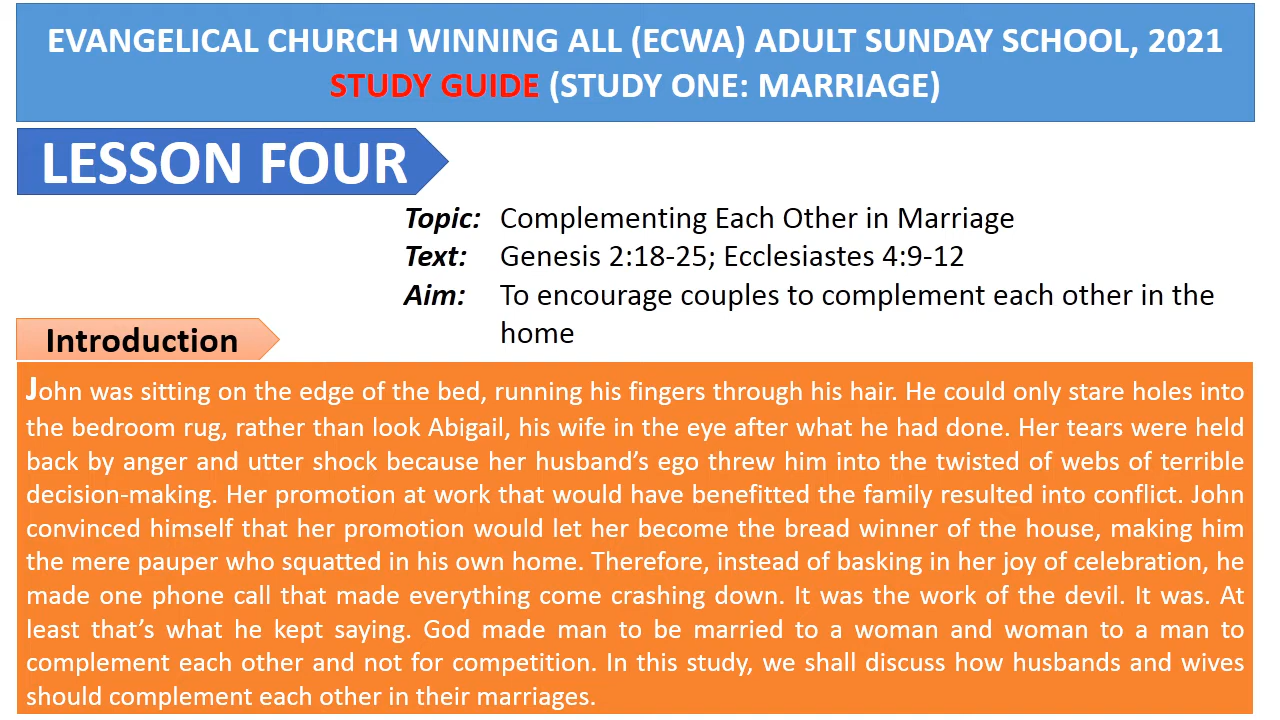 EVANGELICAL CHURCH WINNING ALL (ECWA) ADULT SUNDAY SCHOOL, 2021
STUDY GUIDE (STUDY ONE: MARRIAGE)
LESSON FOUR
Topic: Complementing Each Other in Marriage
Text: Genesis 2:18-25; Ecclesiastes 4:9-12
Aim: To encourage couples to complement each other in the
home
Introduction
John was sitting on the edge of the bed, running his fingers through his hair. He could only stare holes into
the bedroom rug, rather than look Abigail, his wife in the eye after what he had done. Her tears were held
back by anger and utter shock because her husband’s ego threw him into the twisted of webs of terrible
decision-making. Her promotion at work that would have benefitted the family resulted into conflict. John
convinced himself that her promotion would let her become the bread winner of the house, making him
the mere pauper who squatted in his own home. Therefore, instead of basking in her joy of celebration, he
made one phone call that made everything come crashing down. It was the work of the devil. It was. At
least that’s what he kept saying. God made man to be married to a woman and woman to a man to
complement each other and not for competition. In this study, we shall discuss how husbands and wives
should complement each other in their marriages.